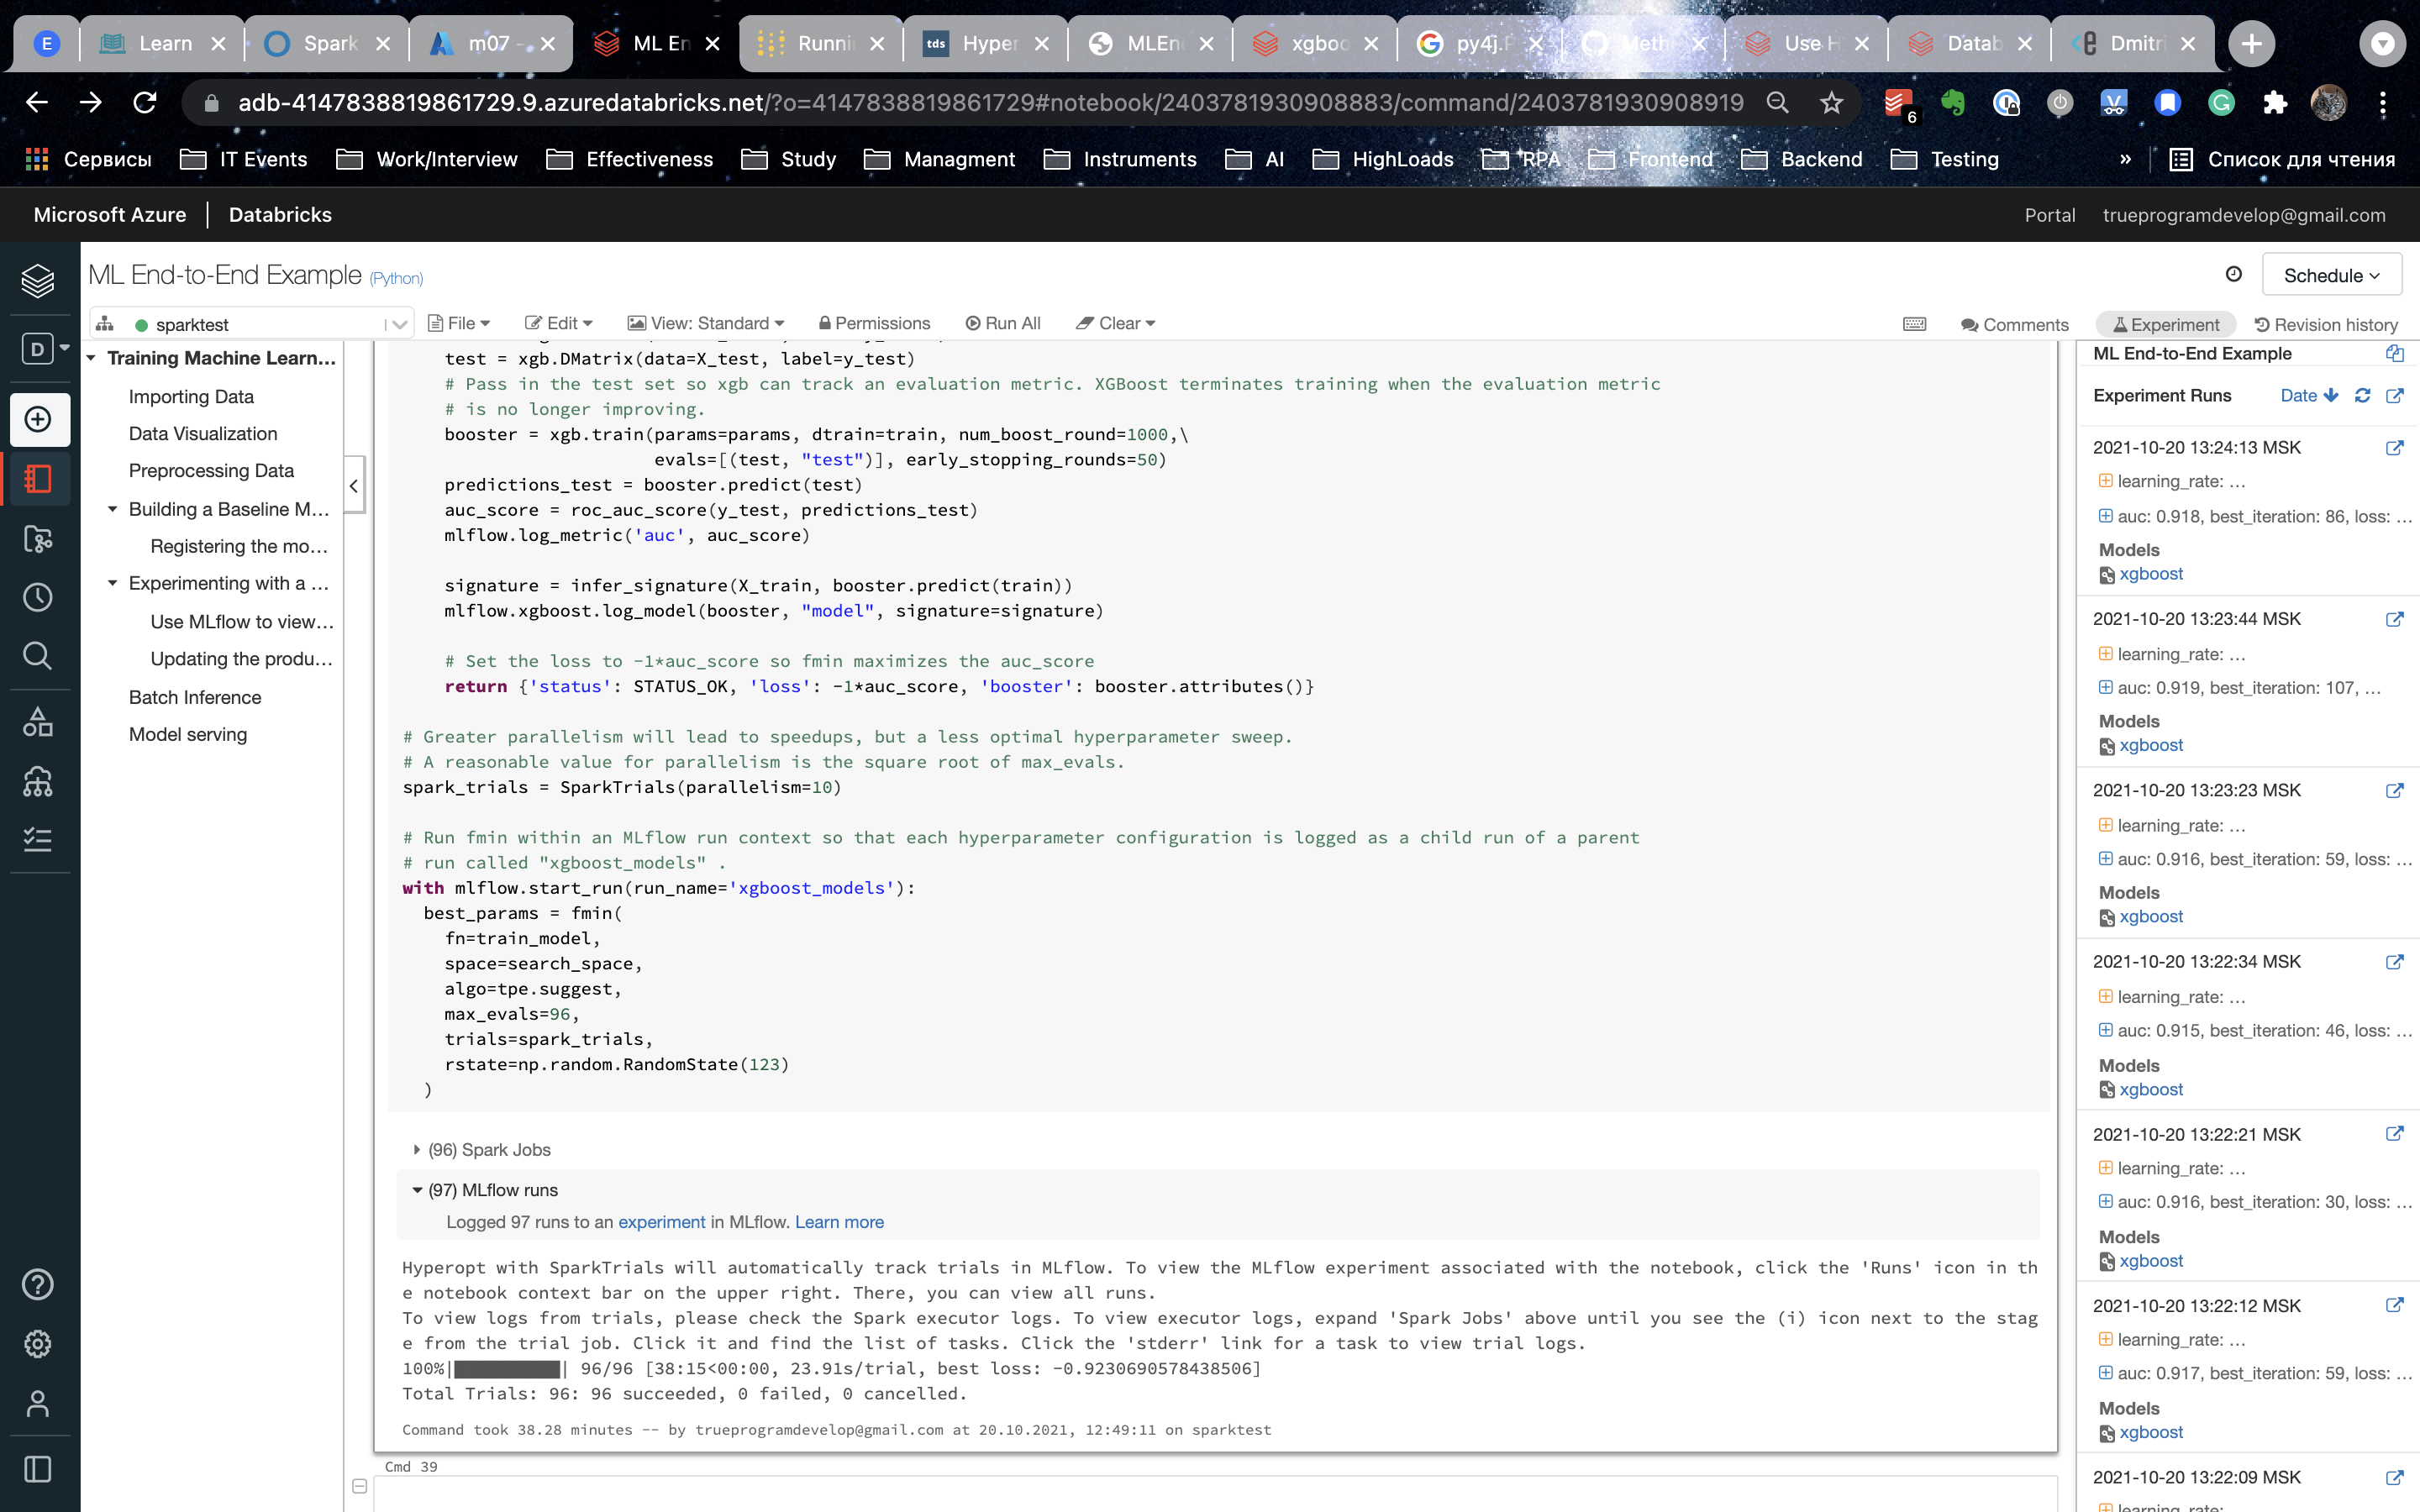 E
Learn
Spark
m07 -
ML En
Runni
tds
Hyper
MLEn
xgboo
py4j.P
Meth
Use H
Datab
Dmitri
adb-4147838819861729.9.azuredatabricks.net/?o=4147838819861729#notebook/2403781930908883/command/2403781930908919
6
Сервисы
IT Events
Work/Interview
Effectiveness
Study
Managment
Instruments
AI
HighLoads
RPA
Frontend
Backend
Testing
»
Список для чтения
Microsoft Azure | Databricks
Portal
trueprogramdevelop@gmail.com
ML End-to-End Example (Python)
Schedule
sparktest
File
Edit
View: Standard
Permissions
Run All
Clear
Comments
Experiment
Revision history
D
Training Machine Learn...
Importing Data
Data Visualization
Preprocessing Data
Building a Baseline M...
Registering the mo...
Experimenting with a ...
Use MLflow to view...
Updating the produ...
Batch Inference
Model serving
test = xgb.DMatrix(data=X_test, label=y_test)
# Pass in the test set so xgb can track an evaluation metric. XGBoost terminates training when the evaluation metric
# is no longer improving.
booster = xgb.train(params=params, dtrain=train, num_boost_round=1000,\
evals=[(test, "test")], early_stopping_rounds=50)
predictions_test = booster.predict(test)
auc_score = roc_auc_score(y_test, predictions_test)
mlflow.log_metric('auc', auc_score)
signature = infer_signature(X_train, booster.predict(train))
mlflow.xgboost.log_model(booster, "model", signature=signature)
# Set the loss to -1*auc_score so fmin maximizes the auc_score
return {'status': STATUS_OK, 'loss': -1*auc_score, 'booster': booster.attributes()}
# Greater parallelism will lead to speedups, but a less optimal hyperparameter sweep.
# A reasonable value for parallelism is the square root of max_evals.
spark_trials = SparkTrials(parallelism=10)
# Run fmin within an MLflow run context so that each hyperparameter configuration is logged as a child run of a parent
# run called "xgboost_models" .
with mlflow.start_run(run_name='xgboost_models'):
best_params = fmin(
fn=train_model,
space=search_space,
algo=tpe.suggest,
max_evals=96,
trials=spark_trials,
rstate=np.random.RandomState(123)
)
(96) Spark Jobs
(97) MLflow runs
Logged 97 runs to an experiment in MLflow. Learn more
Hyperopt with SparkTrials will automatically track trials in MLflow. To view the MLflow experiment associated with the notebook, click the 'Runs' icon in th
e notebook context bar on the upper right. There, you can view all runs.
To view logs from trials, please check the Spark executor logs. To view executor logs, expand 'Spark Jobs' above until you see the (i) icon next to the stag
e from the trial job. Click it and find the list of tasks. Click the 'stderr' link for a task to view trial logs.
100%|██████████| 96/96 [38:15<00:00, 23.91s/trial, best loss: -0.9230690578438506]
Total Trials: 96: 96 succeeded, 0 failed, 0 cancelled.
Command took 38.28 minutes -- by trueprogramdevelop@gmail.com at 20.10.2021, 12:49:11 on sparktest
Cmd 39
ML End-to-End Example
Experiment Runs
Date
2021-10-20 13:24:13 MSK
learning_rate: ...
auc: 0.918, best_iteration: 86, loss: ...
Models
xgboost
2021-10-20 13:23:44 MSK
learning_rate: ...
auc: 0.919, best_iteration: 107, ...
Models
xgboost
2021-10-20 13:23:23 MSK
learning_rate: ...
auc: 0.916, best_iteration: 59, loss: ...
Models
xgboost
2021-10-20 13:22:34 MSK
learning_rate: ...
auc: 0.915, best_iteration: 46, loss: ...
Models
xgboost
2021-10-20 13:22:21 MSK
learning_rate: ...
auc: 0.916, best_iteration: 30, loss: ...
Models
xgboost
2021-10-20 13:22:12 MSK
learning_rate: ...
auc: 0.917, best_iteration: 59, loss: ...
Models
xgboost
2021-10-20 13:22:09 MSK
learning_rate: